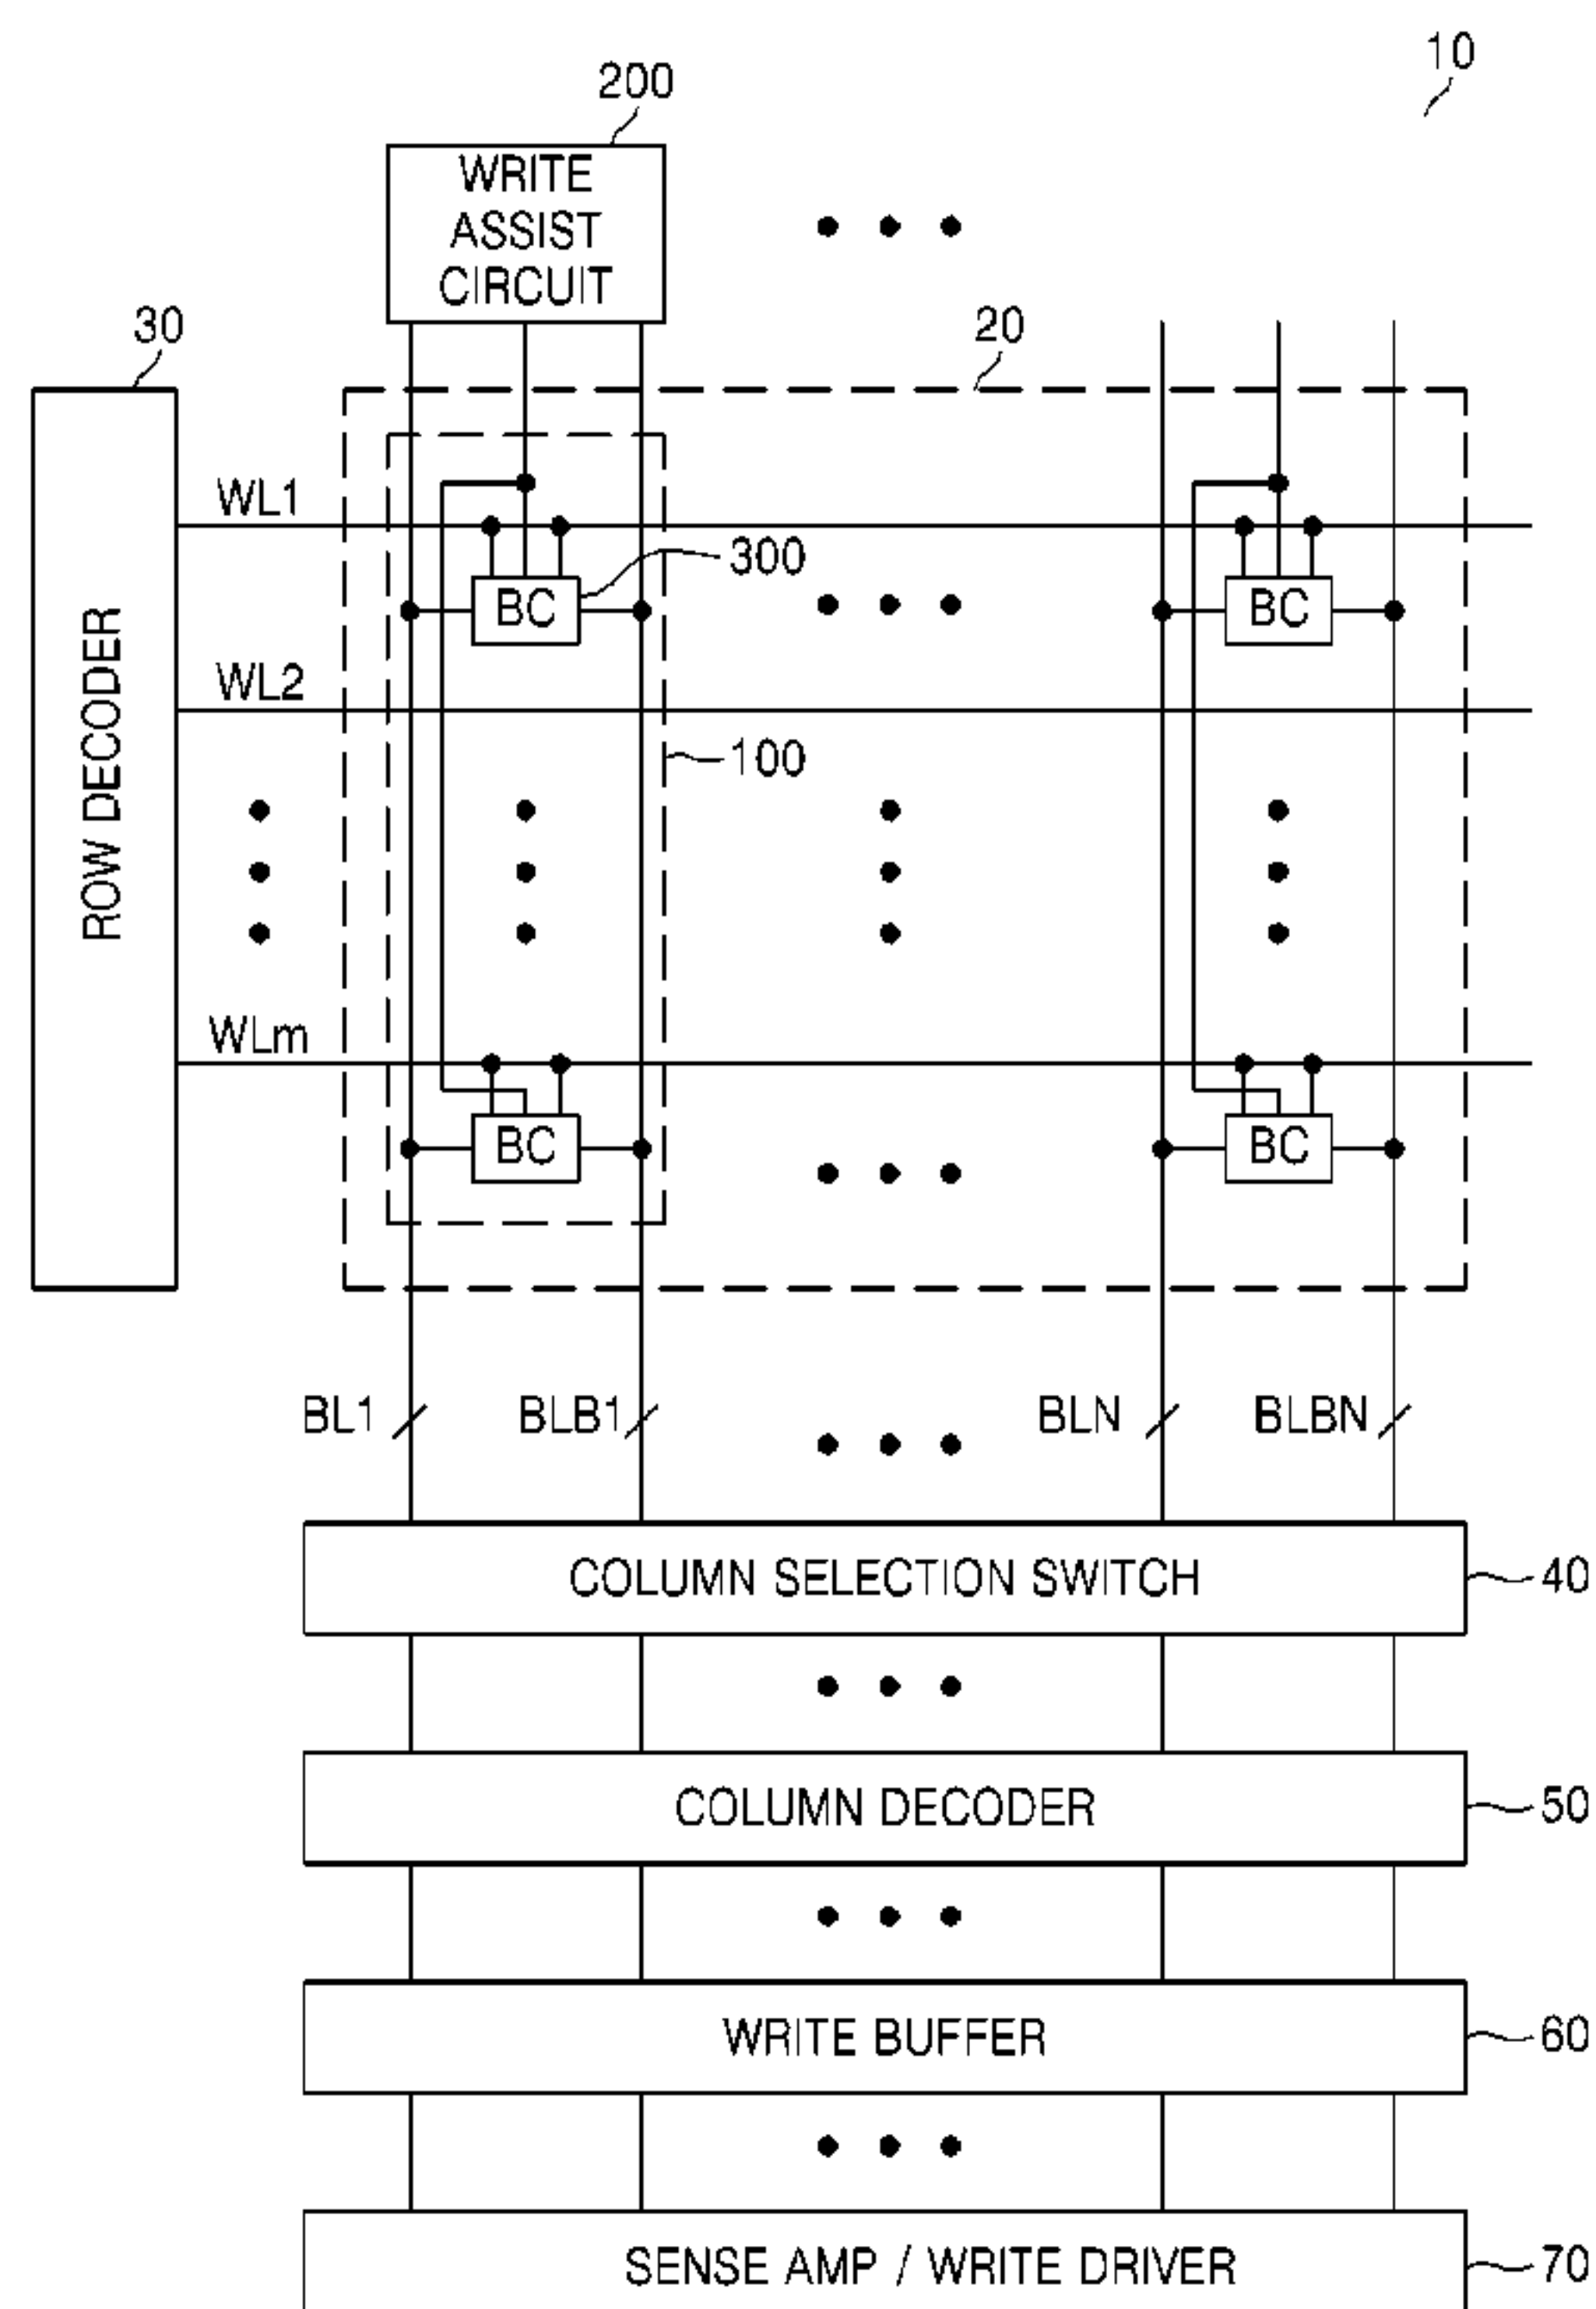 10
200
WRITE
ASSIST
CIRCUIT
30
20
WL1
300
BC
BC
ROW DECODER
WL2
100
WLm
BC
BC
BL1
BLB1
BLN
BLBN
COLUMN SELECTION SWITCH
40
COLUMN DECODER
50
WRITE BUFFER
60
SENSE AMP / WRITE DRIVER
70